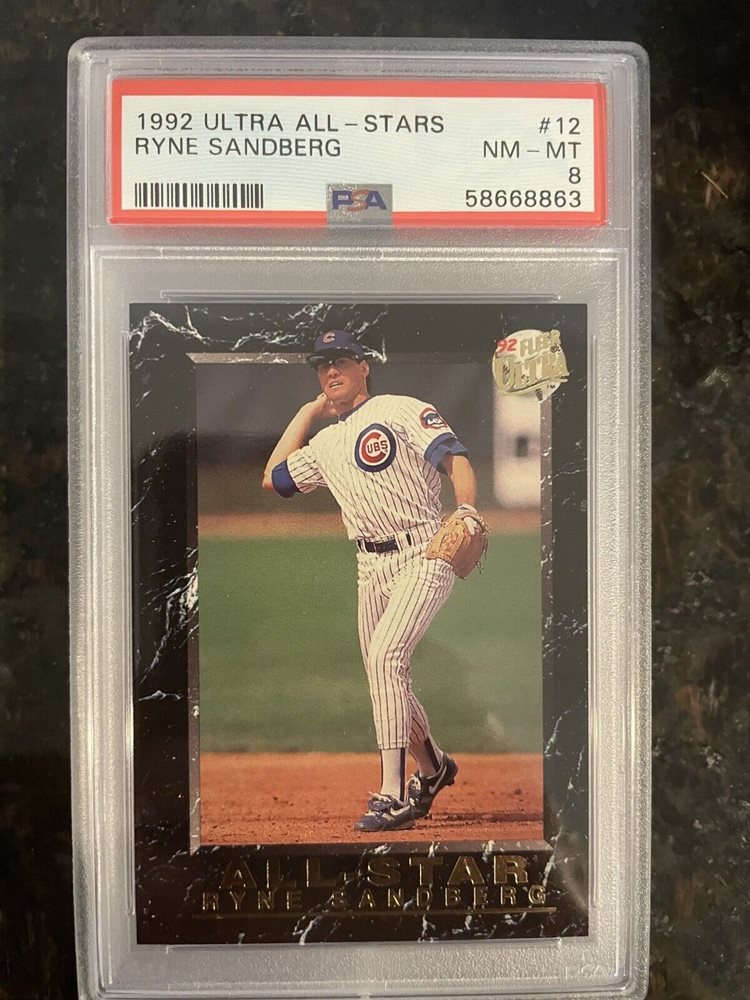 1992 ULTRA ALL-STARS #12
RYNE SANDBERG NM-MT
8
PSA 58668863
'92 FLEER
ULTRA™
C
CUBS
ALL-STAR
RYNE SANDBERG